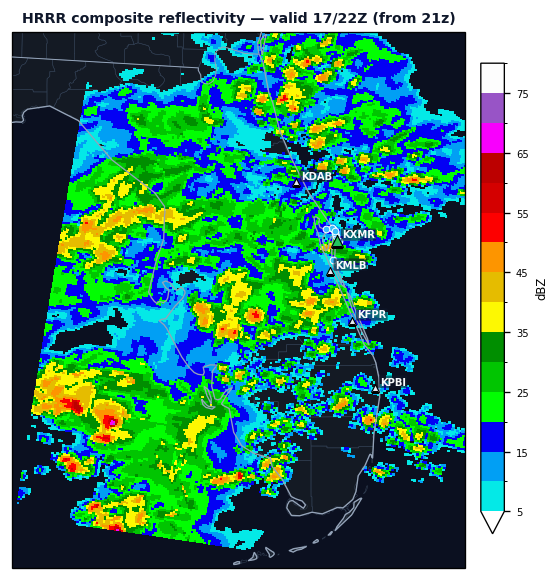 HRRR composite reflectivity — valid 17/22Z (from 21z)
KDAB
KXMR
KMLB
KFPR
KPBI
75
65
55
45
35
25
15
5
dBZ